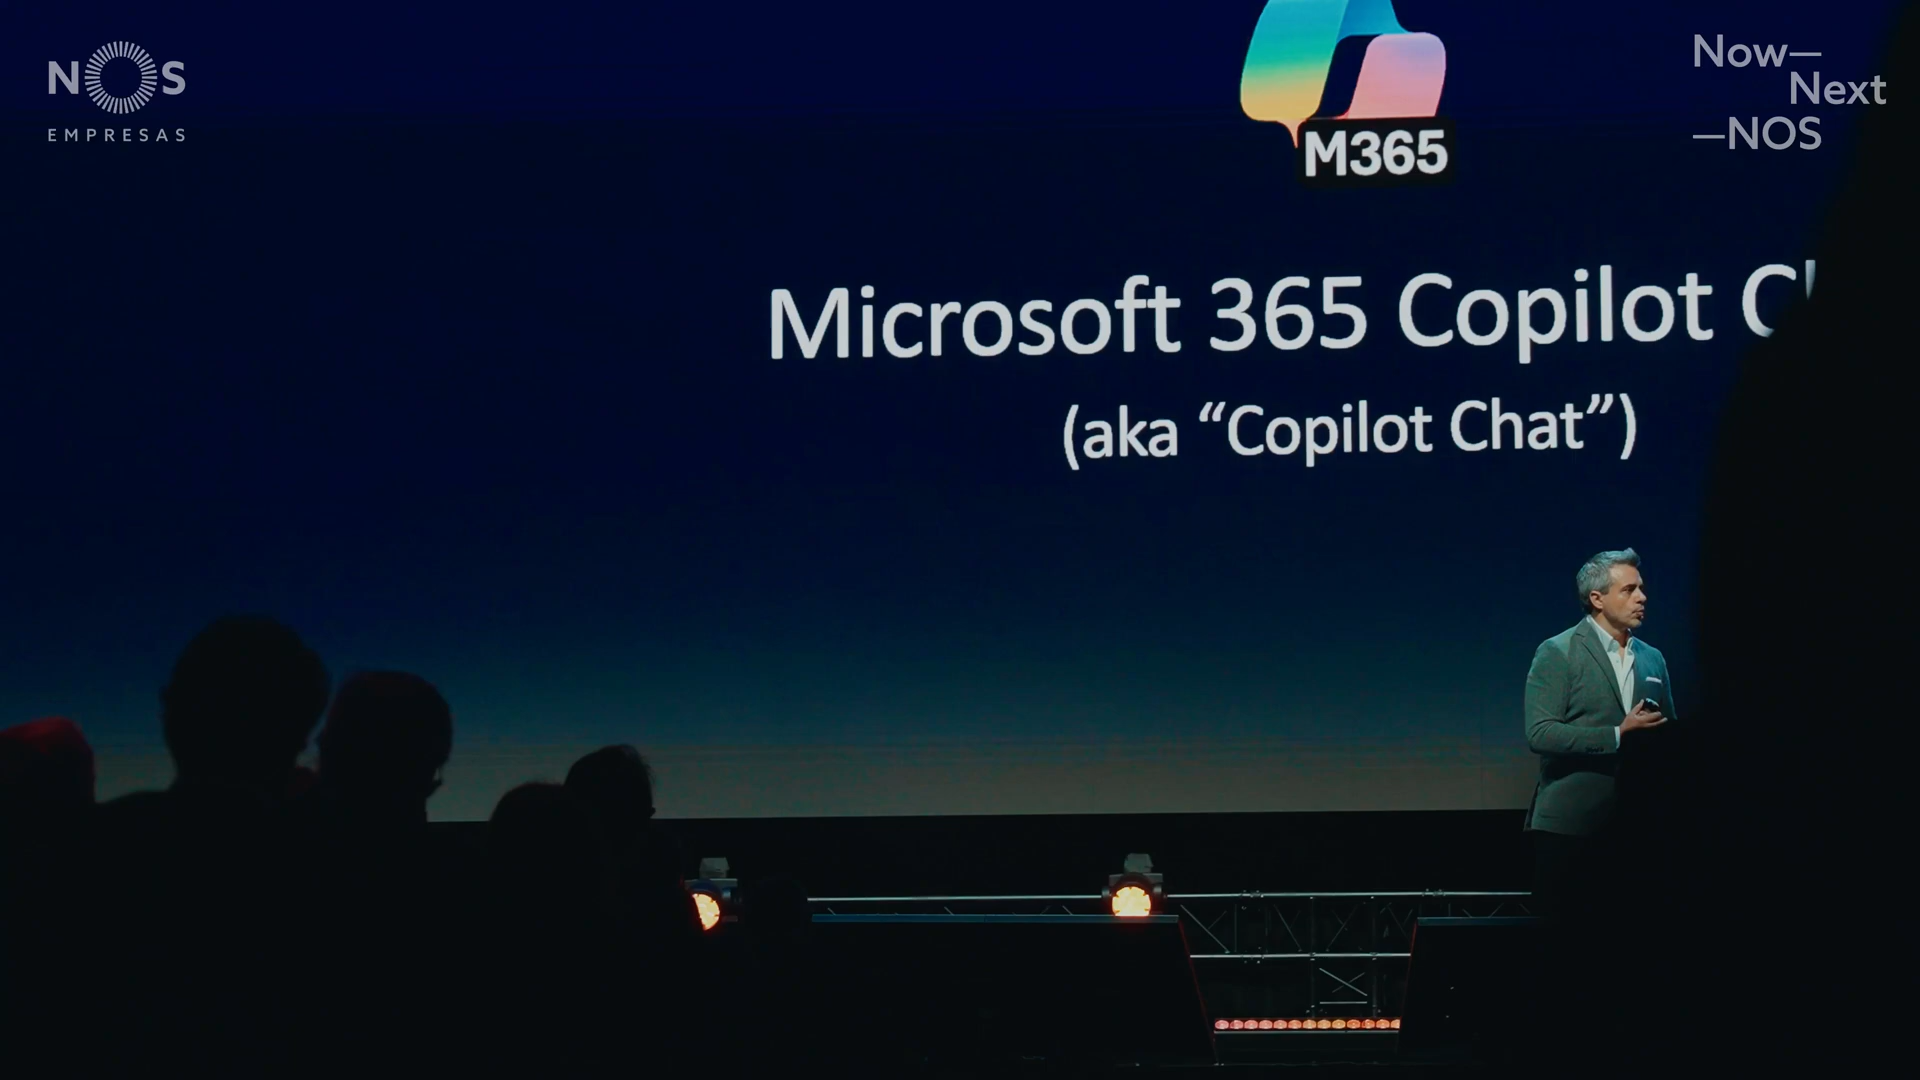 NOS
EMPRESAS
Now—
Next
—NOS
M365
Microsoft 365 Copilot
(aka “Copilot Chat”)